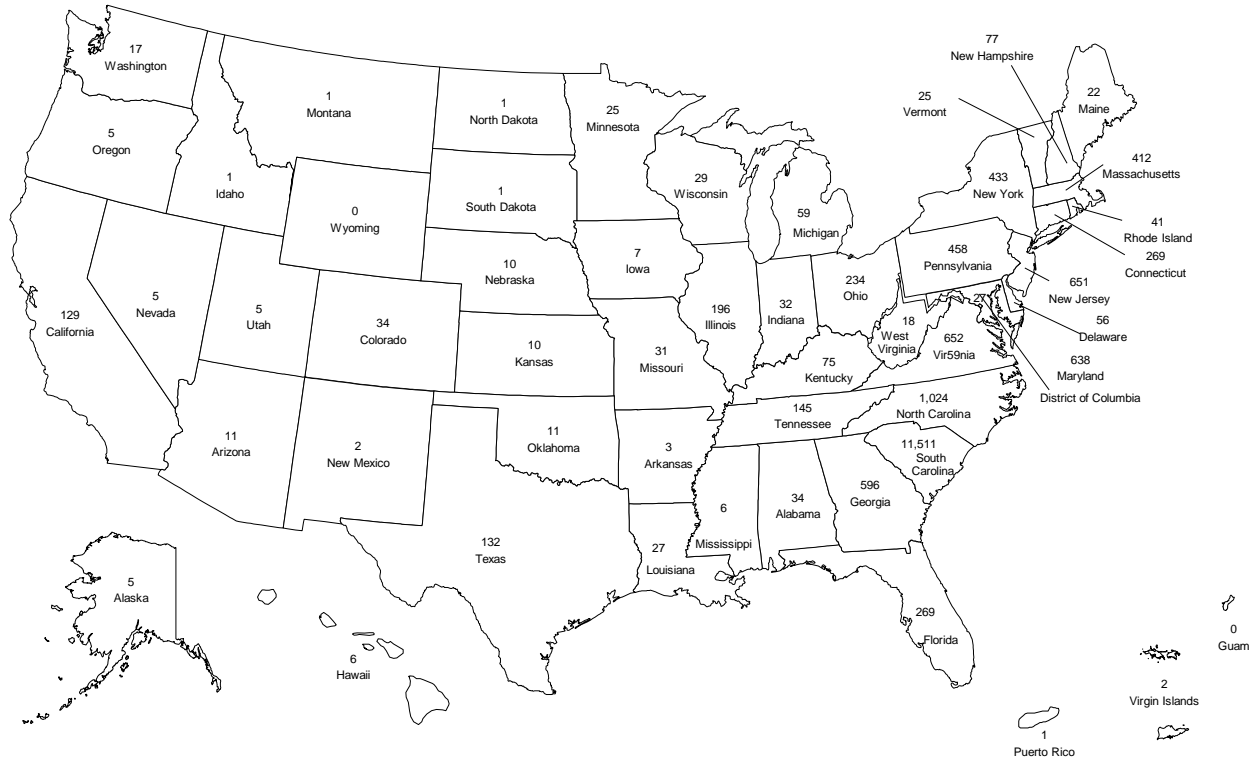 17
Washington
5
Oregon
1
Idaho
1
Montana
0
Wyoming
1
North Dakota
1
South Dakota
10
Nebraska
25
Minnesota
29
Wisconsin
7
Iowa
59
Michigan
77
New Hampshire
25
Vermont
22
Maine
412
Massachusetts
433
New York
41
Rhode Island
269
Connecticut
458
Pennsylvania
651
New Jersey
56
Delaware
638
Maryland
27
District of Columbia
129
California
5
Nevada
5
Utah
34
Colorado
10
Kansas
31
Missouri
196
Illinois
32
Indiana
234
Ohio
18
West
Virginia
652
Vir59nia
75
Kentucky
145
Tennessee
1,024
North Carolina
11,511
South
Carolina
11
Arizona
2
New Mexico
11
Oklahoma
3
Arkansas
132
Texas
27
Louisiana
6
Mississippi
34
Alabama
596
Georgia
269
Florida
5
Alaska
6
Hawaii
0
Guam
2
Virgin Islands
1
Puerto Rico